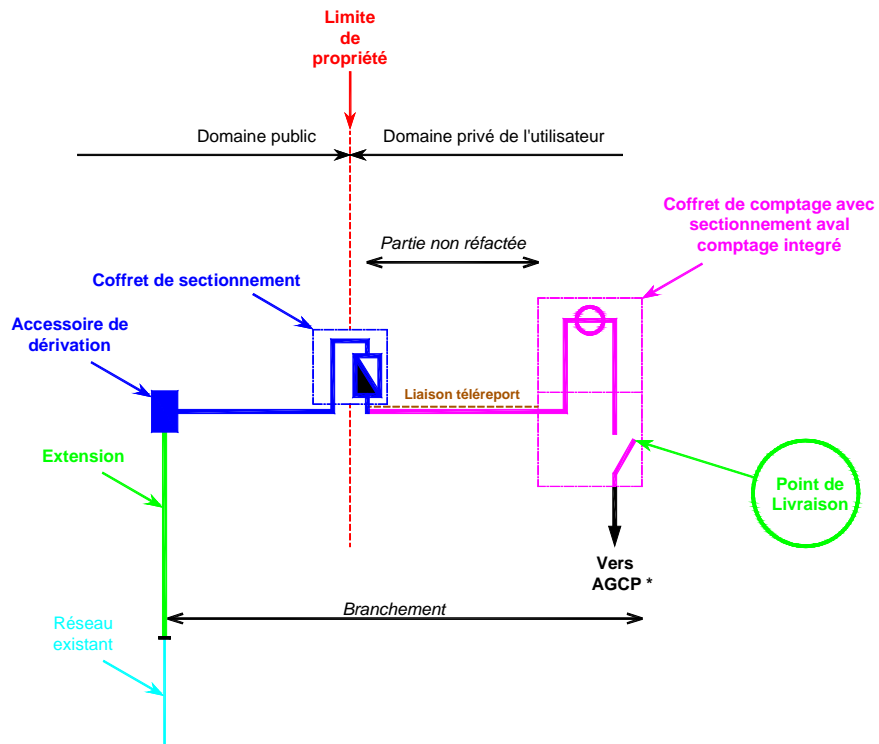 Limite
de
propriété
Domaine public
Domaine privé de l'utilisateur
Coffret de comptage avec
sectionnement aval
comptage integré
Partie non réfactée
Coffret de sectionnement
Accessoire de
dérivation
Liaison téléreport
Extension
Point de
Livraison
Vers
AGCP *
Branchement
Réseau
existant